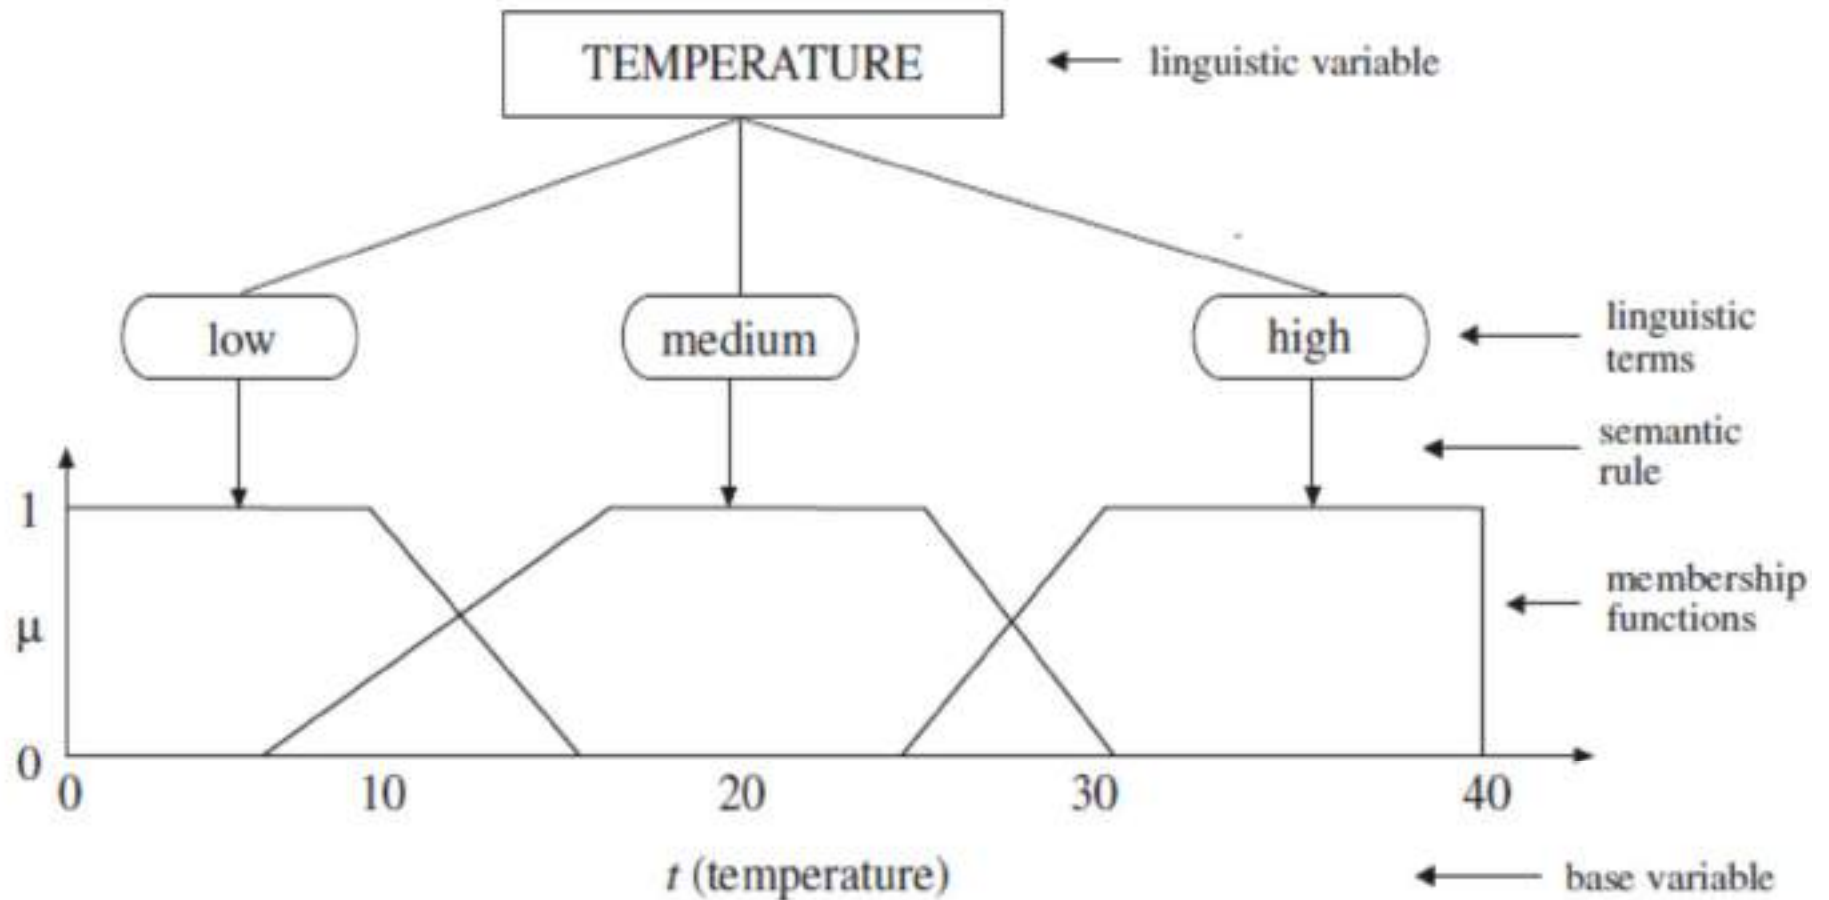 TEMPERATURE
linguistic variable
low
medium
high
linguistic
terms
semantic
rule
1
μ
0
membership
functions
0 10 20 30 40
t (temperature)
base variable